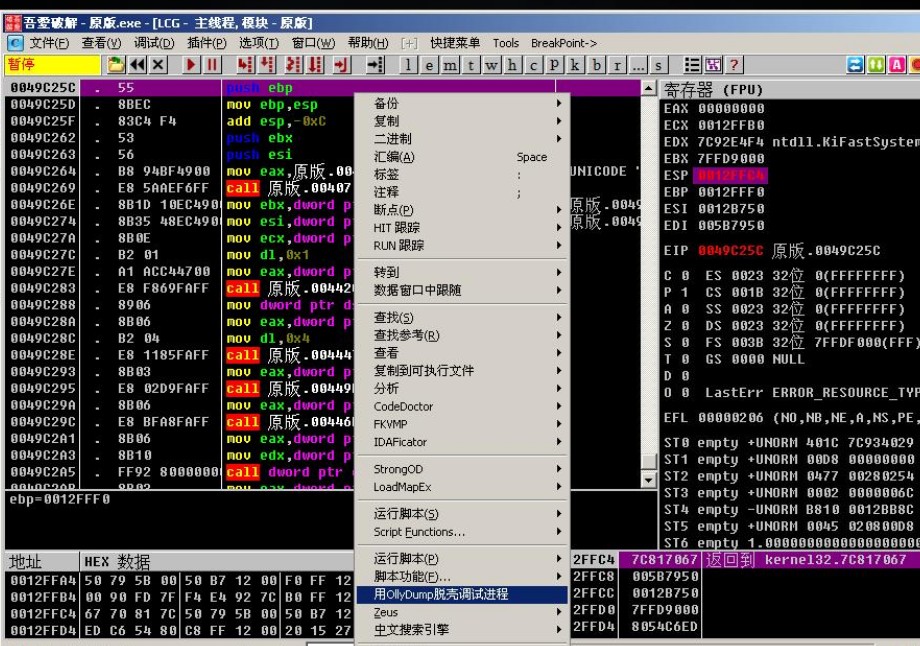 吾爱破解 - 原版.exe - [LCG - 主线程, 模块 - 原版]
文件(F) 查看(V) 调试(D) 插件(P) 选项(T) 窗口(W) 帮助(H) [+] 快捷菜单 Tools BreakPoint->
暂停 l e m t w h c P k b r ... s ?
0049C25C . 55 push ebp
0049C25D . 8BEC mov ebp,esp
0049C25F . 83C4 F4 add esp,-0xC
0049C262 . 53 push ebx
0049C263 . 56 push esi
0049C264 . B8 94BF4900 mov eax,原版.00 UNICODE "
0049C269 . E8 5AAEF6FF call 原版.00407
0049C26E . 8B1D 10EC490 mov ebx,dword p 原版.0049
0049C274 . 8B35 48EC490 mov esi,dword p 原版.0049
0049C27A . 8B0E mov ecx,dword p
0049C27C . B2 01 mov dl,0x1
0049C27E . A1 ACC44700 mov eax,dword p
0049C283 . E8 F869FAFF call 原版.00442
0049C288 . 8906 mov dword ptr d
0049C28A . 8B06 mov eax,dword p
0049C28C . B2 04 mov dl,0x4
0049C28E . E8 1185FAFF call 原版.00444
0049C293 . 8B03 mov eax,dword p
0049C295 . E8 02D9FAFF call 原版.00449
0049C29A . 8B06 mov eax,dword p
0049C29C . E8 BFA8FAFF call 原版.00446
0049C2A1 . 8B06 mov eax,dword p
0049C2A3 . 8B10 mov edx,dword p
0049C2A5 . FF92 8000000 call dword ptr
ebp=0012FFF0
备份
复制
二进制
汇编(A) Space
标签 :
注释 ;
断点(P)
HIT 跟踪
RUN 跟踪
转到
数据窗口中跟随
查找(S)
查找参考(R)
查看
复制到可执行文件
分析
CodeDoctor
FKVMP
IDAFicator
StrongOD
LoadMapEx
运行脚本(S)
Script Functions...
运行脚本(P)
脚本功能(F)...
用OllyDump脱壳调试进程
Zeus
中文搜索引擎
寄存器 (FPU)
EAX 00000000
ECX 0012FFB0
EDX 7C92E4F4 ntdll.KiFastSystem
EBX 7FFD9000
ESP 0012FFC4
EBP 0012FFF0
ESI 0012B750
EDI 005B7950
EIP 0049C25C 原版.0049C25C
C 0 ES 0023 32位 0(FFFFFFFF)
P 1 CS 001B 32位 0(FFFFFFFF)
A 0 SS 0023 32位 0(FFFFFFFF)
Z 0 DS 0023 32位 0(FFFFFFFF)
S 0 FS 003B 32位 7FFDF000(FFF)
T 0 GS 0000 NULL
D 0
O 0 LastErr ERROR_RESOURCE_TYP
EFL 00000206 (NO,NB,NE,A,NS,PE,
ST0 empty +UNORM 401C 7C934029
ST1 empty +UNORM 00D8 00000000
ST2 empty +UNORM 0477 00280254
ST3 empty +UNORM 0002 0000006C
ST4 empty -UNORM B810 0012BB8C
ST5 empty +UNORM 0045 020800D8
ST6 empty 1.0000000000000000000
地址 HEX 数据
0012FFA4 50 79 5B 00 50 B7 12 00 F0 FF 12
0012FFB4 00 90 FD 7F F4 E4 92 7C B0 FF 12
0012FFC4 67 70 81 7C 50 79 5B 00 50 B7 12
0012FFD4 ED C6 54 80 C8 FF 12 00 20 15 27
2FFC4 7C817067 返回到 kernel32.7C817067
2FFC8 005B7950
2FFCC 0012B750
2FFD0 7FFD9000
2FFD4 8054C6ED